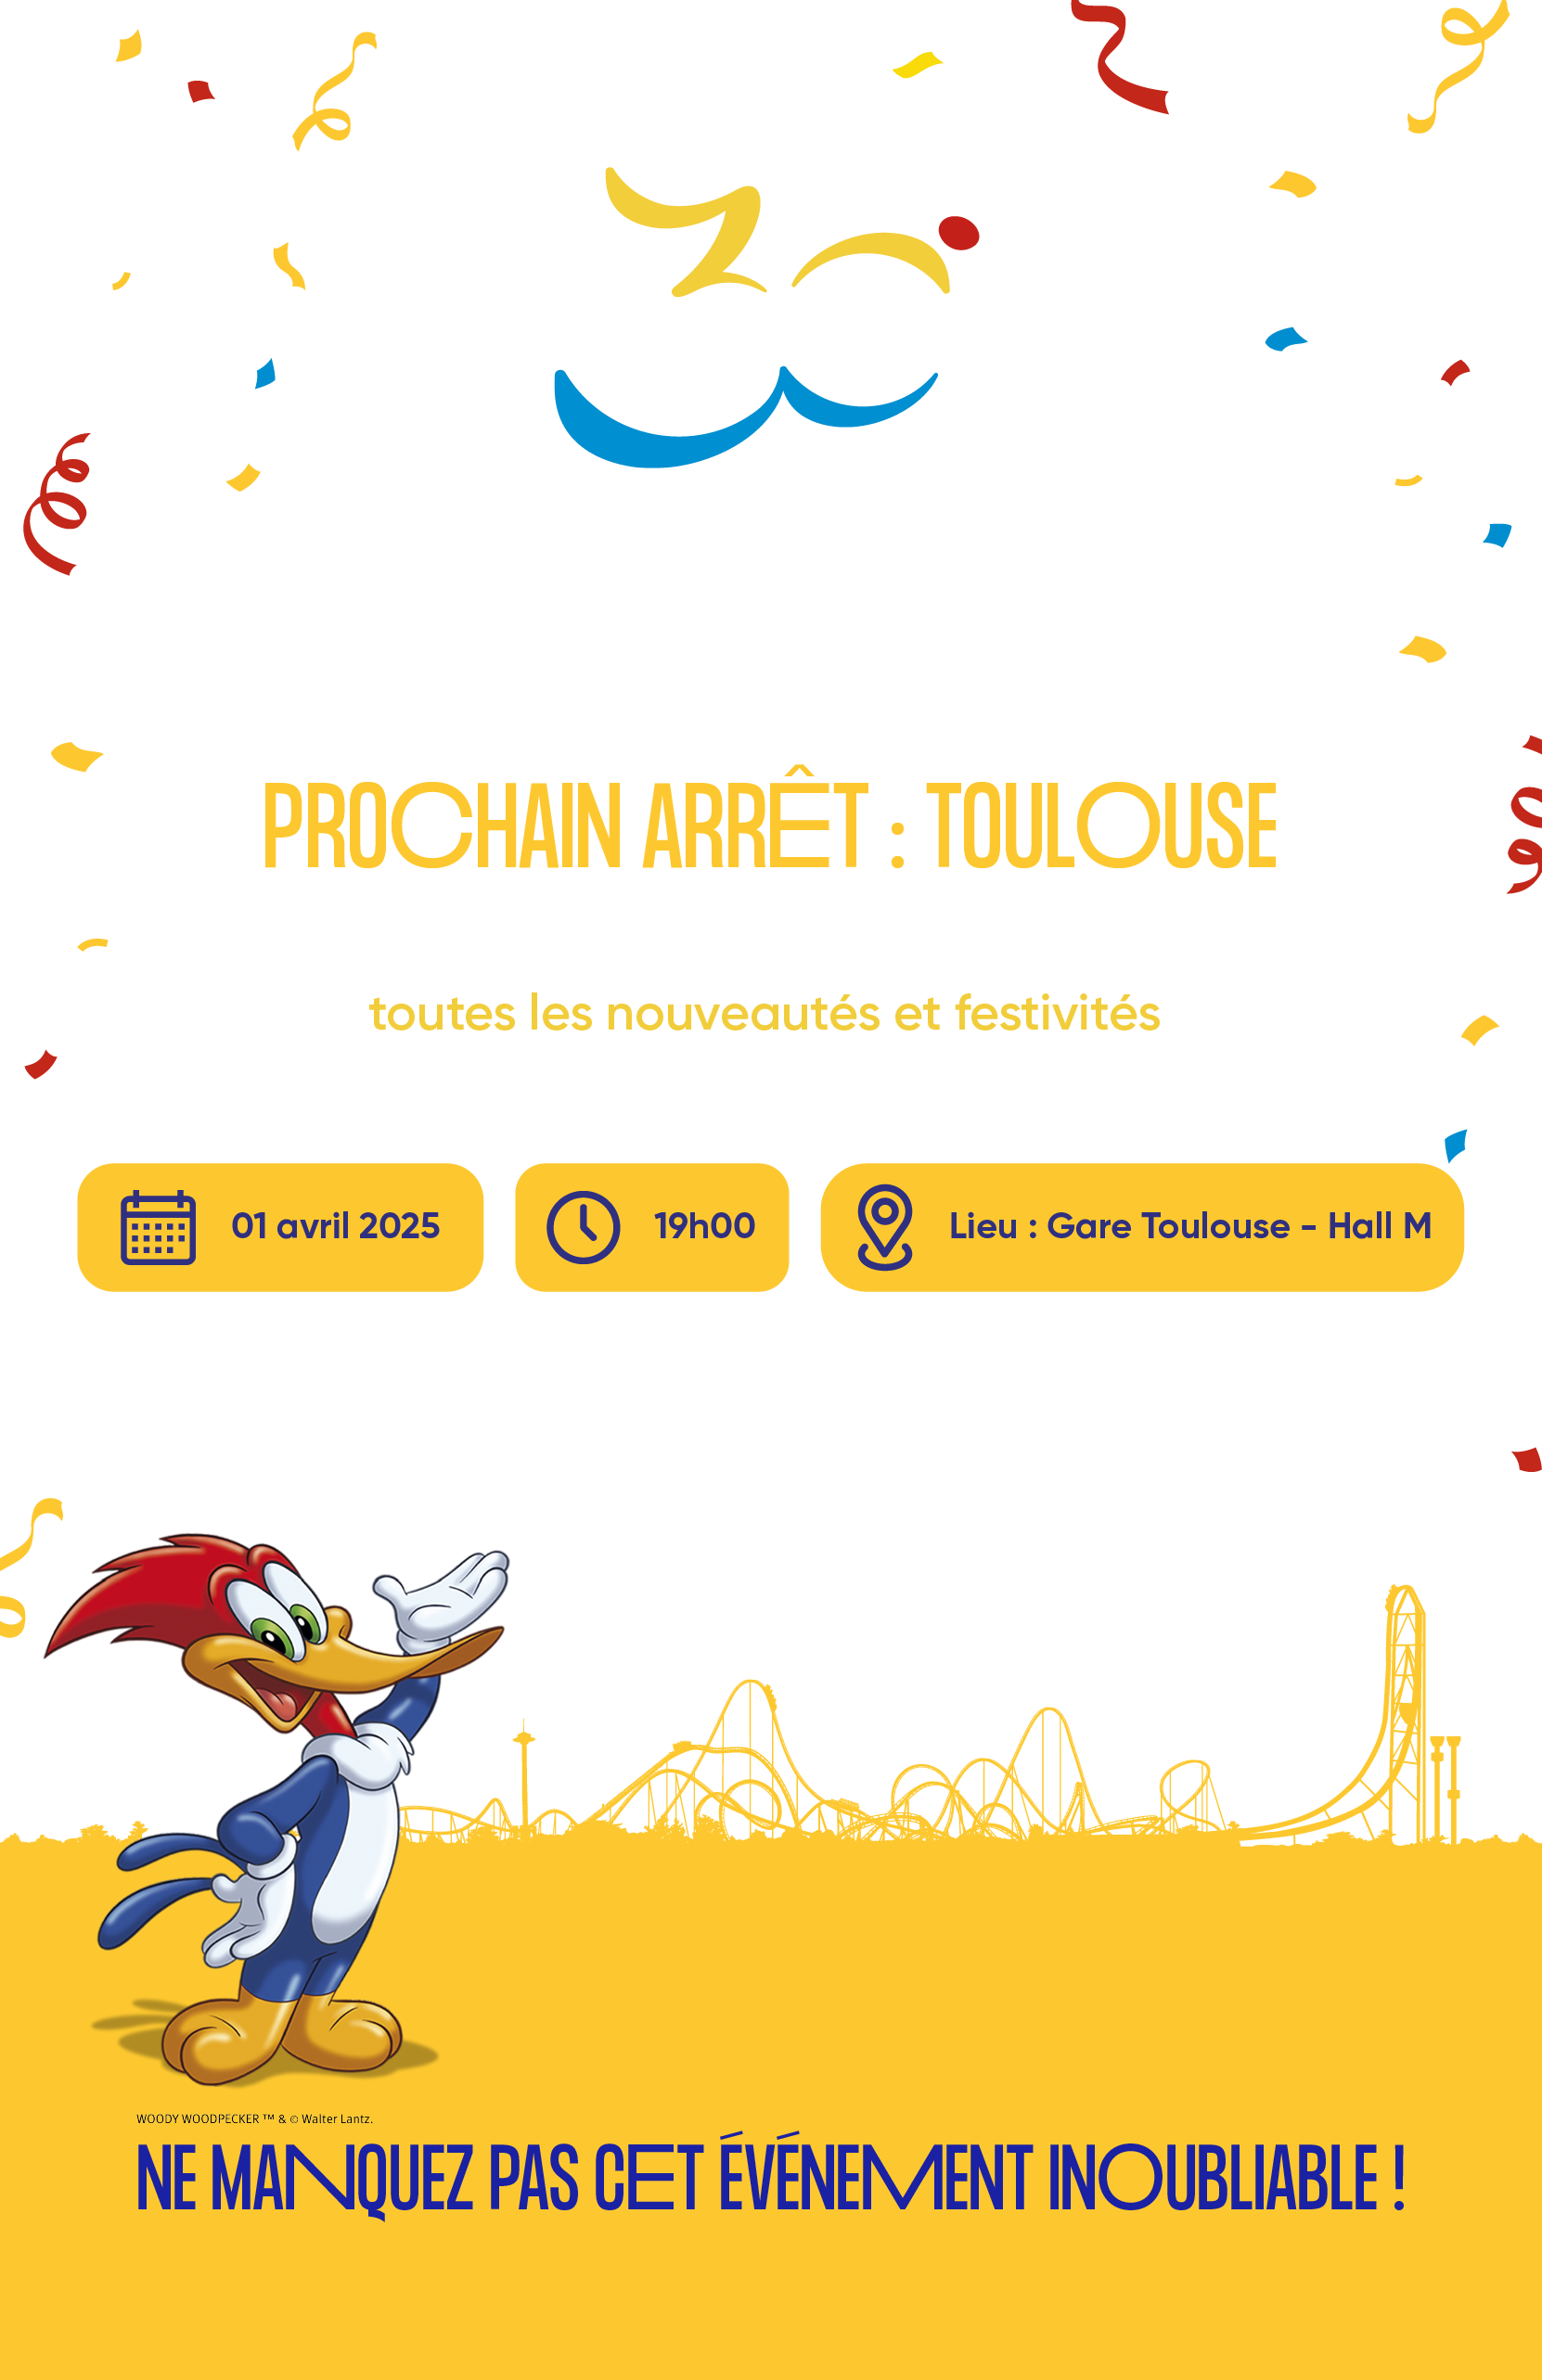 PROCHAIN ARRÊT : TOULOUSE
toutes les nouveautés et festivités
01 avril 2025
19h00
Lieu : Gare Toulouse - Hall M
WOODY WOODPECKER ™ & © Walter Lantz.
NE MANQUEZ PAS CET ÉVÉNEMENT INOUBLIABLE !